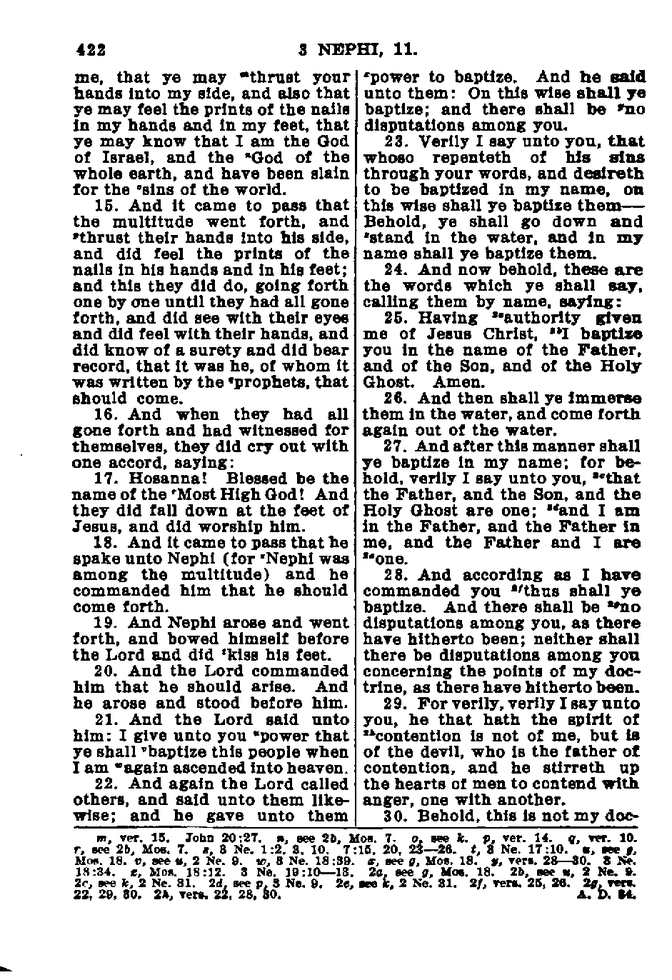 422
3 NEPHI, 11.
me, that ye may ᵐthrust your
hands into my side, and also that
ye may feel the prints of the nails
in my hands and in my feet, that
ye may know that I am the God
of Israel, and the ⁿGod of the
whole earth, and have been slain
for the ᵒsins of the world.
15. And it came to pass that
the multitude went forth, and
ᵖthrust their hands into his side,
and did feel the prints of the
nails in his hands and in his feet;
and this they did do, going forth
one by one until they had all gone
forth, and did see with their eyes
and did feel with their hands, and
did know of a surety and did bear
record, that it was he, of whom it
was written by the qprophets, that
should come.
16. And when they had all
gone forth and had witnessed for
themselves, they did cry out with
one accord, saying:
17. Hosanna! Blessed be the
name of the ʳMost High God! And
they did fall down at the feet of
Jesus, and did worship him.
18. And it came to pass that he
spake unto Nephi (for ˢNephi was
among the multitude) and he
commanded him that he should
come forth.
19. And Nephi arose and went
forth, and bowed himself before
the Lord and did ᵗkiss his feet.
20. And the Lord commanded
him that he should arise. And
he arose and stood before him.
21. And the Lord said unto
him: I give unto you ᵘpower that
ye shall ᵛbaptize this people when
I am ʷagain ascended into heaven.
22. And again the Lord called
others, and said unto them like-
wise; and he gave unto them
ˣpower to baptize. And he said
unto them: On this wise shall ye
baptize; and there shall be ʸno
disputations among you.
23. Verily I say unto you, that
whoso repenteth of his sins
through your words, and desireth
to be baptized in my name, on
this wise shall ye baptize them—
Behold, ye shall go down and
ᶻstand in the water, and in my
name shall ye baptize them.
24. And now behold, these are
the words which ye shall say,
calling them by name, saying:
25. Having ²ᵃauthority given
me of Jesus Christ, ²ᵇI baptize
you in the name of the Father,
and of the Son, and of the Holy
Ghost. Amen.
26. And then shall ye immerse
them in the water, and come forth
again out of the water.
27. And after this manner shall
ye baptize in my name; for be-
hold, verily I say unto you, ²ᶜthat
the Father, and the Son, and the
Holy Ghost are one; ²ᵈand I am
in the Father, and the Father in
me, and the Father and I are
²ᵉone.
28. And according as I have
commanded you ²ᶠthus shall ye
baptize. And there shall be ²ᵍno
disputations among you, as there
have hitherto been; neither shall
there be disputations among you
concerning the points of my doc-
trine, as there have hitherto been.
29. For verily, verily I say unto
you, he that hath the spirit of
²ʰcontention is not of me, but is
of the devil, who is the father of
contention, and he stirreth up
the hearts of men to contend with
anger, one with another.
30. Behold, this is not my doc-
m, ver. 15. John 20:27. n, see 2b, Mos. 7. o, see k. p, ver. 14. q, ver. 10.
r, see 2b, Mos. 7. s, 3 Ne. 1:2, 3, 10. 7:15, 20, 23—26. t, 3 Ne. 17:10. u, see g,
Mos. 18. v, see u, 2 Ne. 9. w, 3 Ne. 18:39. x, see g, Mos. 18. y, vers. 28—30. 3 Ne.
18:34. z, Mos. 18:12. 3 Ne. 19:10—13. 2a, see g, Mos. 18. 2b, see u, 2 Ne. 9.
2c, see k, 2 Ne. 31. 2d, see p, 3 Ne. 9. 2e, see k, 2 Ne. 31. 2f, vers. 25, 26. 2g, vers.
22, 29, 30. 2h, vers. 22, 28, 30. A. D. 34.